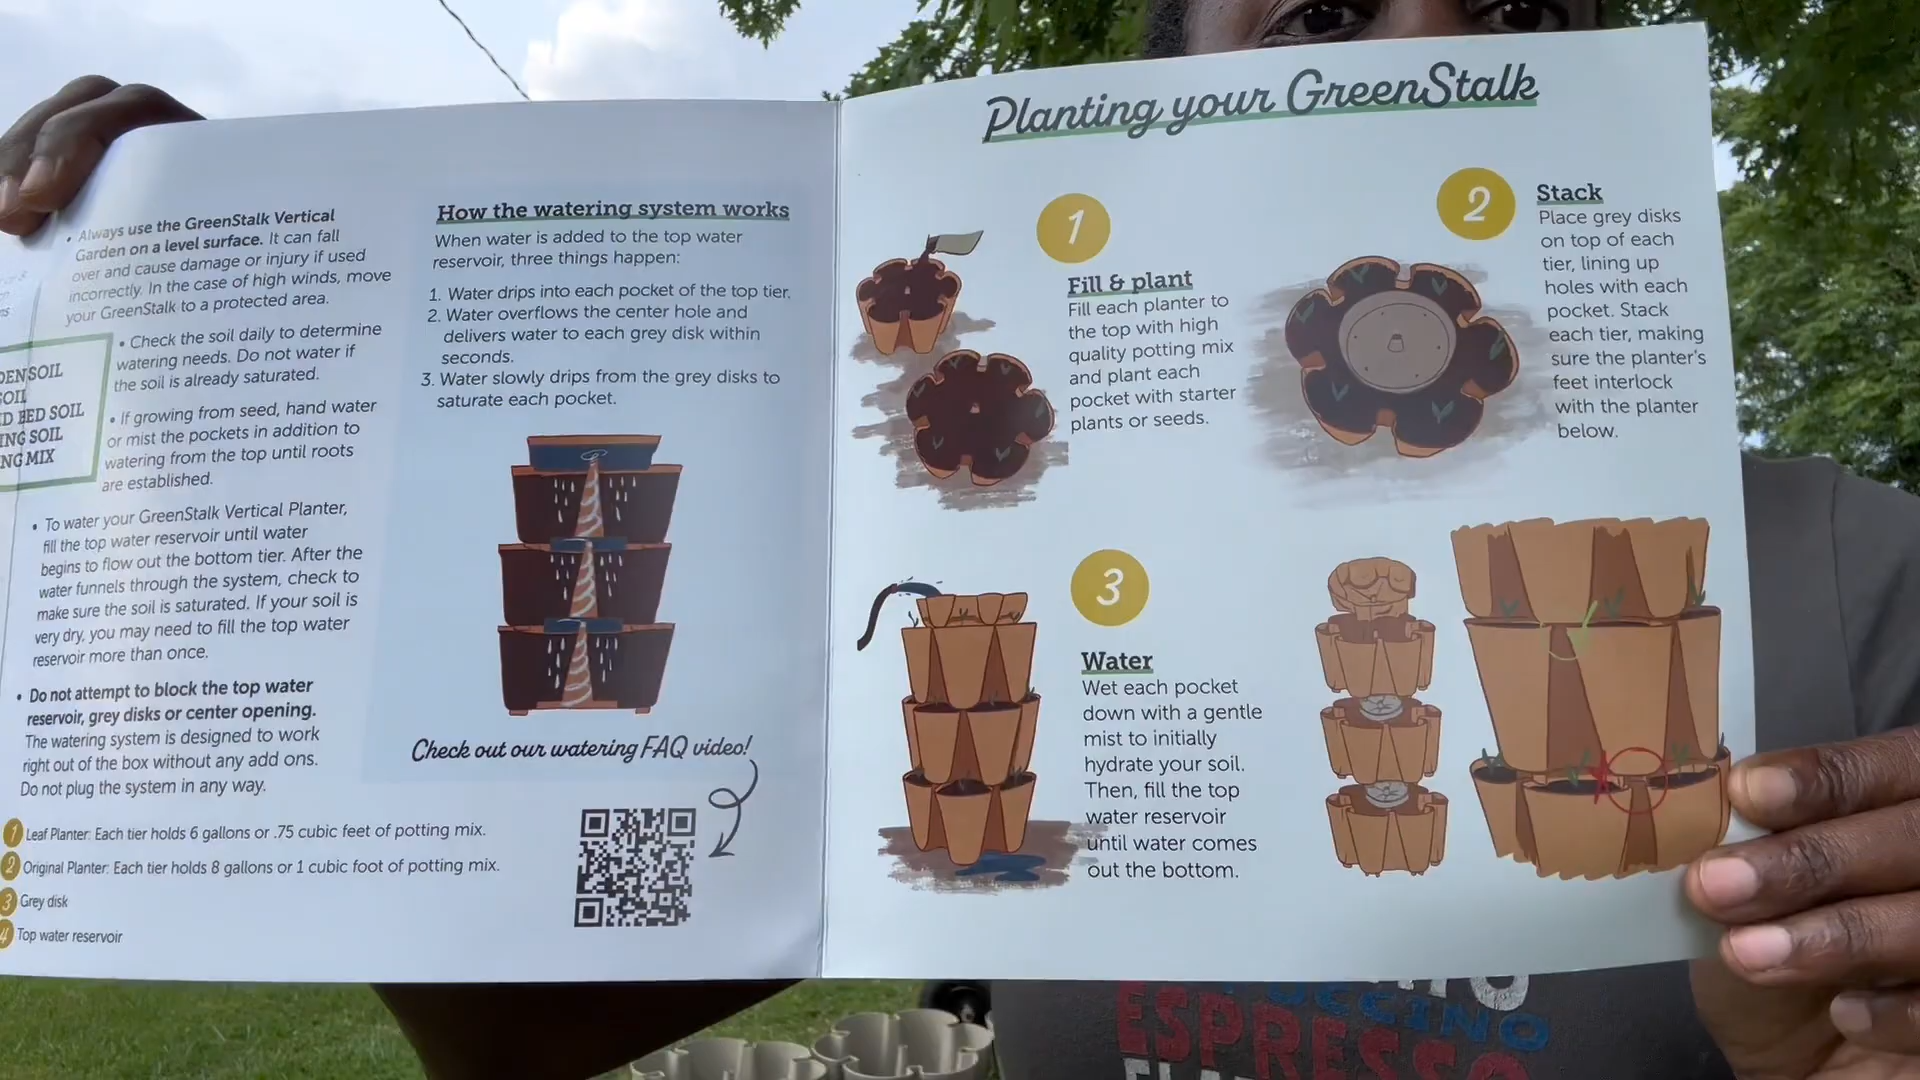 • Always use the GreenStalk Vertical
Garden on a level surface. It can fall
over and cause damage or injury if used
incorrectly. In the case of high winds, move
your GreenStalk to a protected area.
SOIL
BED SOIL
SOIL
MIX
• Check the soil daily to determine
watering needs. Do not water if
the soil is already saturated.
• If growing from seed, hand water
or mist the pockets in addition to
watering from the top until roots
are established.
• To water your GreenStalk Vertical Planter,
fill the top water reservoir until water
begins to flow out the bottom tier. After the
water funnels through the system, check to
make sure the soil is saturated. If your soil is
very dry, you may need to fill the top water
reservoir more than once.
• Do not attempt to block the top water
reservoir, grey disks or center opening.
The watering system is designed to work
right out of the box without any add ons.
Do not plug the system in any way.
1 Leaf Planter: Each tier holds 6 gallons or .75 cubic feet of potting mix.
2 Original Planter: Each tier holds 8 gallons or 1 cubic foot of potting mix.
3 Grey disk
4 Top water reservoir
How the watering system works
When water is added to the top water
reservoir, three things happen:
1. Water drips into each pocket of the top tier.
2. Water overflows the center hole and
delivers water to each grey disk within
seconds.
3. Water slowly drips from the grey disks to
saturate each pocket.
Check out our watering FAQ video!
Planting your GreenStalk
1
Fill & plant
Fill each planter to
the top with high
quality potting mix
and plant each
pocket with starter
plants or seeds.
2
Stack
Place grey disks
on top of each
tier, lining up
holes with each
pocket. Stack
each tier, making
sure the planter's
feet interlock
with the planter
below.
3
Water
Wet each pocket
down with a gentle
mist to initially
hydrate your soil.
Then, fill the top
water reservoir
until water comes
out the bottom.
ESPRESSO